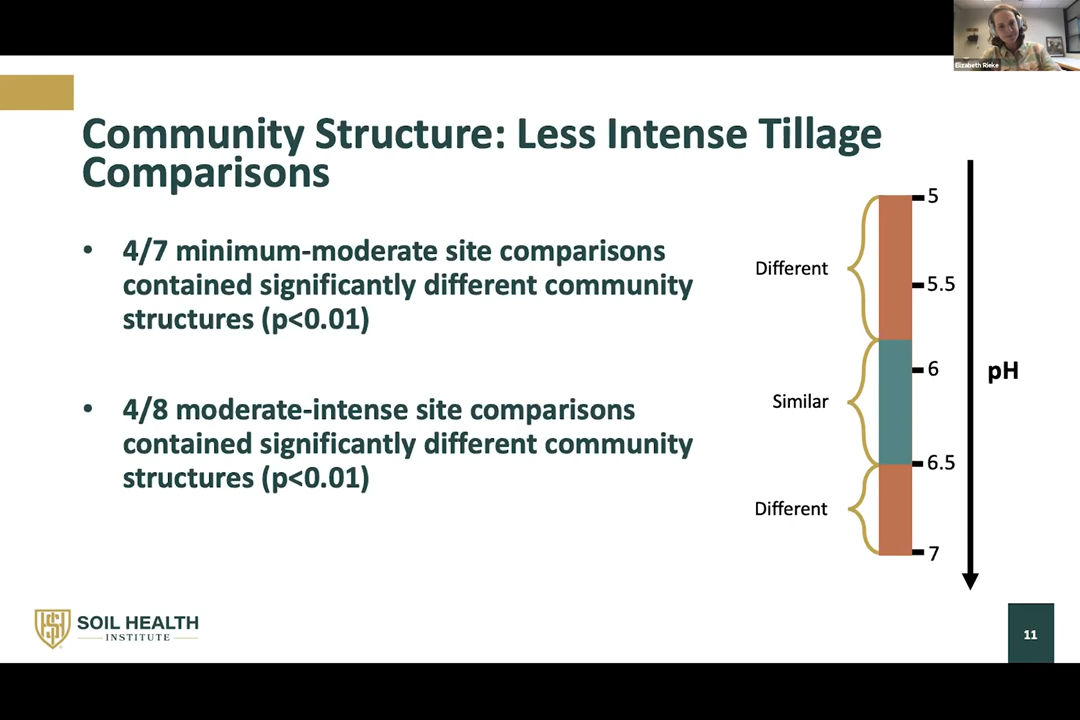 Elizabeth Rieke
Community Structure: Less Intense Tillage
Comparisons
• 4/7 minimum-moderate site comparisons
contained significantly different community
structures (p<0.01)
• 4/8 moderate-intense site comparisons
contained significantly different community
structures (p<0.01)
5
Different
5.5
6
pH
Similar
6.5
Different
7
SOIL HEALTH
INSTITUTE
11